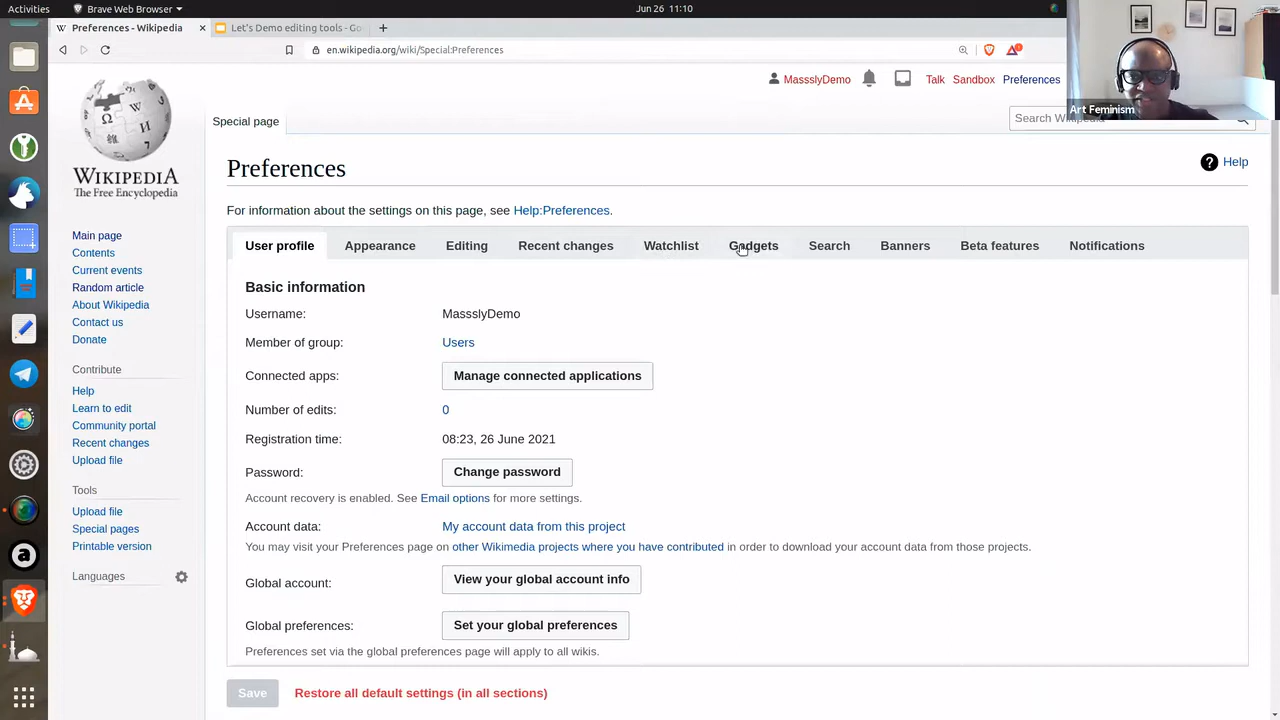 Activities
Brave Web Browser
Jun 26 11:10
Preferences - Wikipedia
Let's Demo editing tools - Go
en.wikipedia.org/wiki/Special:Preferences
MassslyDemo
Talk
Sandbox
Preferences
Art Feminism
WIKIPEDIA
The Free Encyclopedia
Special page
Search Wikipedia
Preferences
Help
For information about the settings on this page, see Help:Preferences.
User profile
Appearance
Editing
Recent changes
Watchlist
Gadgets
Search
Banners
Beta features
Notifications
Main page
Contents
Current events
Random article
About Wikipedia
Contact us
Donate
Contribute
Help
Learn to edit
Community portal
Recent changes
Upload file
Tools
Upload file
Special pages
Printable version
Languages
Basic information
Username: MassslyDemo
Member of group: Users
Connected apps: Manage connected applications
Number of edits: 0
Registration time: 08:23, 26 June 2021
Password: Change password
Account recovery is enabled. See Email options for more settings.
Account data: My account data from this project
You may visit your Preferences page on other Wikimedia projects where you have contributed in order to download your account data from those projects.
Global account: View your global account info
Global preferences: Set your global preferences
Preferences set via the global preferences page will apply to all wikis.
Save
Restore all default settings (in all sections)